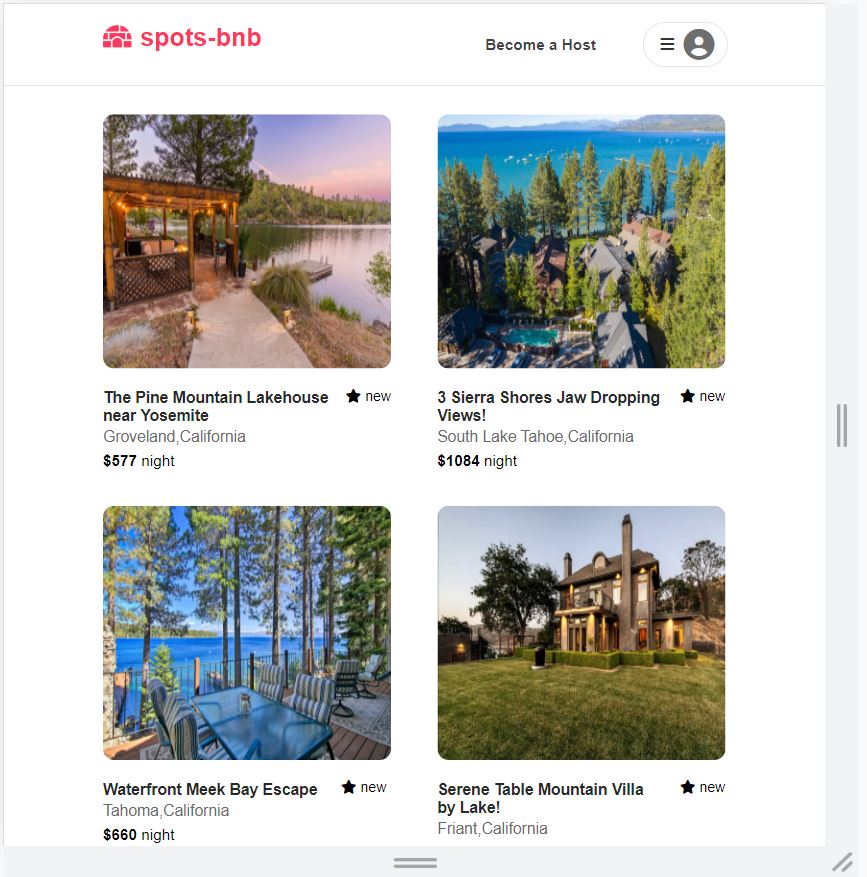 spots-bnb
Become a Host
The Pine Mountain Lakehouse
near Yosemite
new
Groveland,California
$577 night
3 Sierra Shores Jaw Dropping
Views!
new
South Lake Tahoe,California
$1084 night
Waterfront Meek Bay Escape
new
Tahoma,California
$660 night
Serene Table Mountain Villa
by Lake!
new
Friant,California